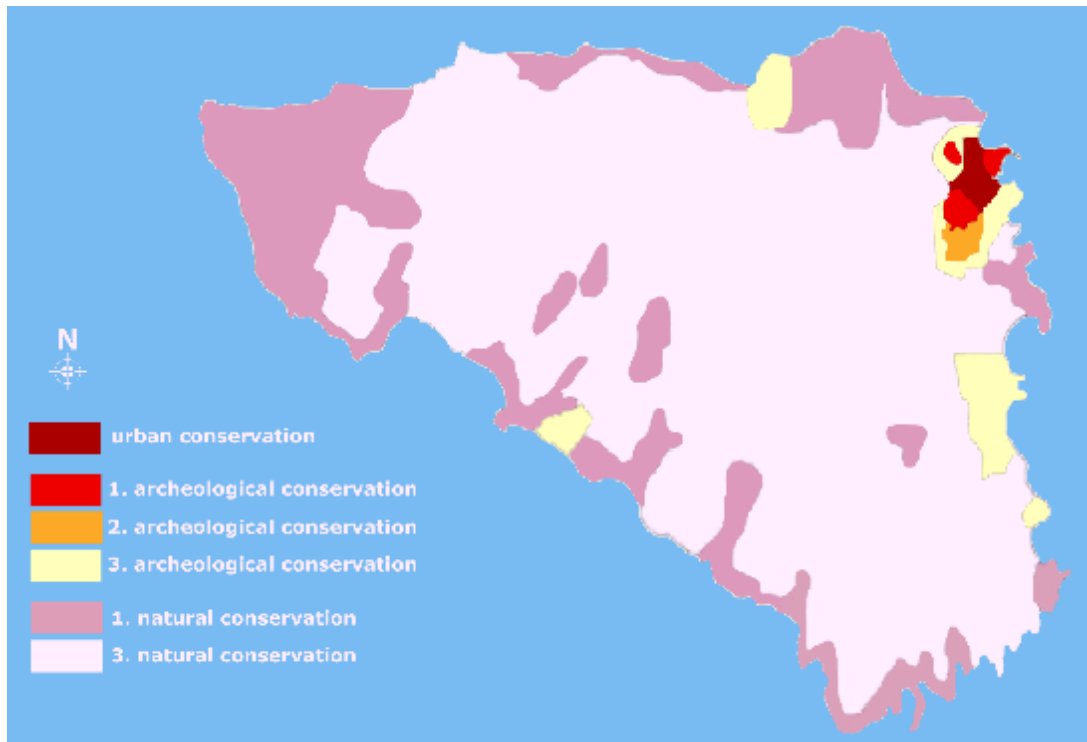 N
urban conservation
1. archeological conservation
2. archeological conservation
3. archeological conservation
1. natural conservation
3. natural conservation